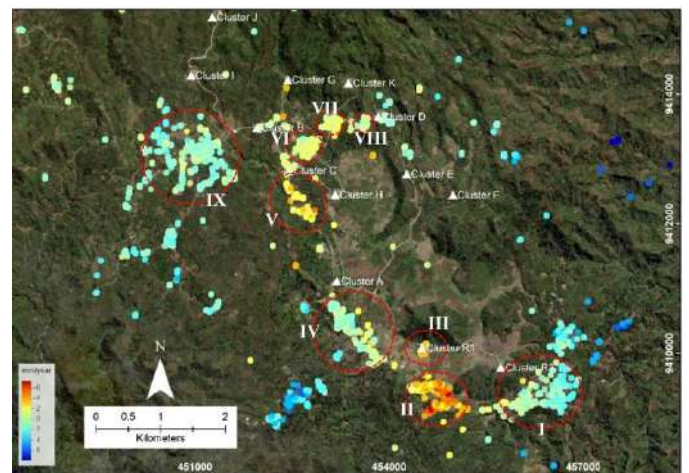 Cluster J
Cluster I
Cluster G
Cluster K
9414000
VII
Cluster B
Cluster D
VI
VIII
Cluster C
Cluster E
IX
Cluster H
Cluster F
V
9412000
Cluster A
IV
III
Cluster R1
9410000
N
Cluster R2
II
I
0 0.5 1 2
Kilometers
451000
454000
457000